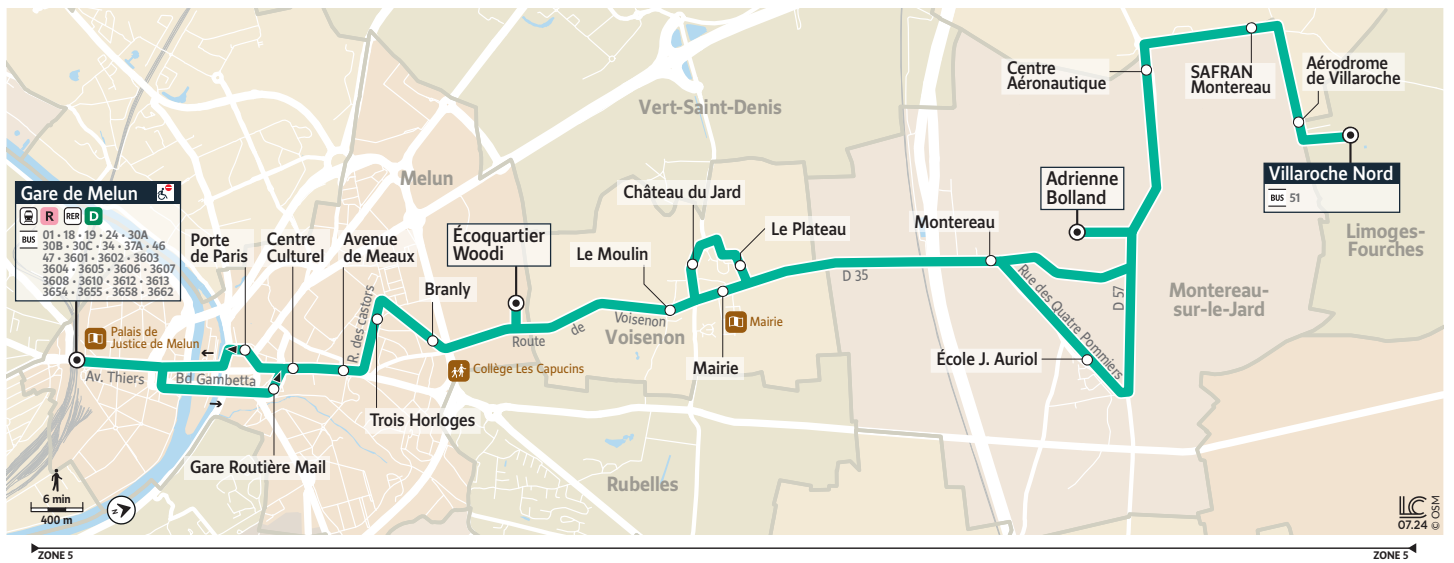 Gare de Melun
R
RER
D
BUS
01 • 18 • 19 • 24 • 30A
30B • 30C • 34 • 37A • 46
47 • 3601 • 3602 • 3603
3604 • 3605 • 3606 • 3607
3608 • 3610 • 3612 • 3613
3654 • 3655 • 3658 • 3662
Palais de
Justice de Melun
Av. Thiers
Bd Gambetta
Porte
de Paris
Centre
Culturel
Gare Routière Mail
Avenue
de Meaux
R. des castors
Trois Horloges
Melun
Branly
Collège Les Capucins
Écoquartier
Woodi
Route
de
Voisenon
Le Moulin
Voisenon
Château du Jard
Le Plateau
Mairie
Mairie
Vert-Saint-Denis
Rubelles
D 35
Montereau
Rue des Quatre Pommiers
École J. Auriol
D 57
Adrienne
Bolland
Centre
Aéronautique
SAFRAN
Montereau
Aérodrome
de Villaroche
Villaroche Nord
BUS 51
Limoges-
Fourches
Montereau-
sur-le-Jard
6 min
400 m
LC
07.24 © OSM
ZONE 5
ZONE 5